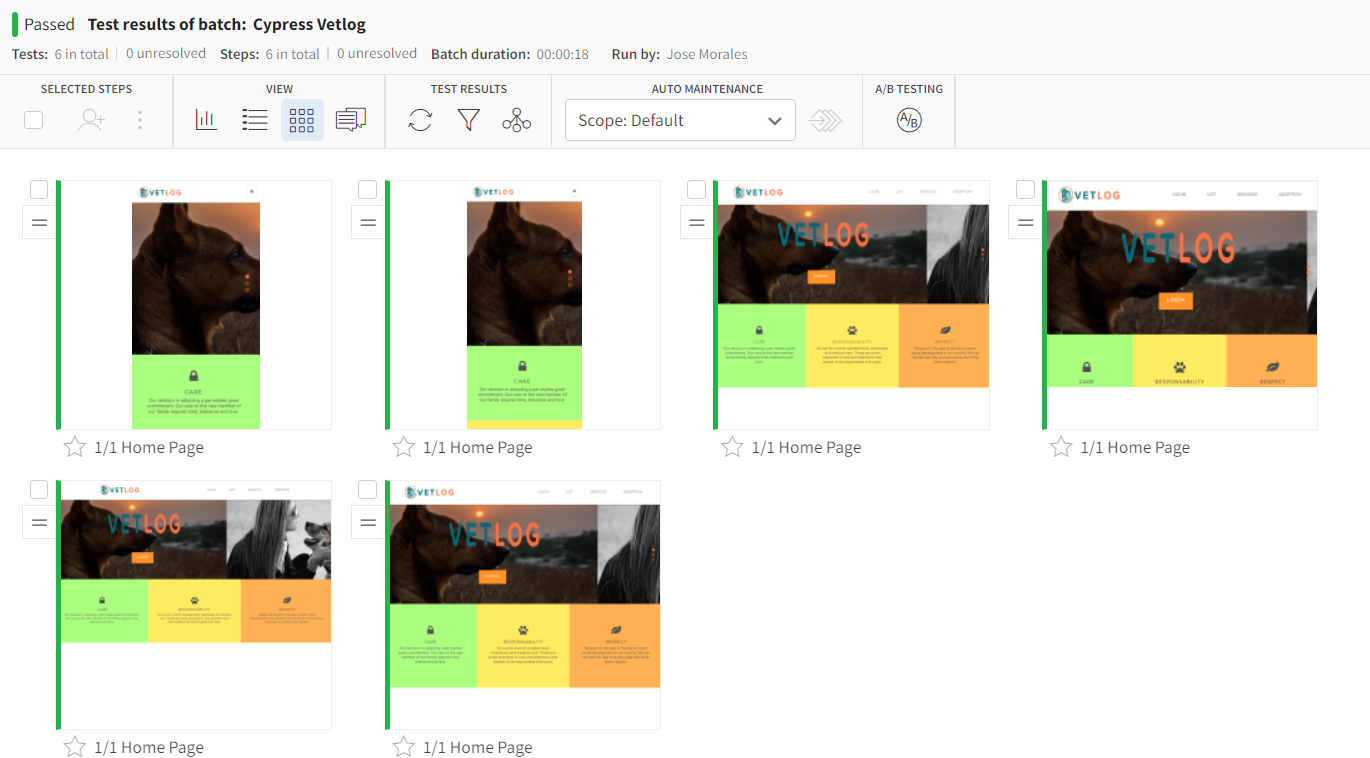 Passed Test results of batch: Cypress Vetlog
Tests: 6 in total | 0 unresolved Steps: 6 in total | 0 unresolved Batch duration: 00:00:18 Run by: Jose Morales
SELECTED STEPS VIEW TEST RESULTS AUTO MAINTENANCE A/B TESTING
Scope: Default A/B
VETLOG
CARE
Our decision in adopting a pet implies great
commitment. Our care to the new member of
our family requires time, tolerance and love.
1/1 Home Page
VETLOG
CARE
Our decision in adopting a pet implies great
commitment. Our care to the new member of
our family requires time, tolerance and love.
1/1 Home Page
VETLOG LOGIN LIST SERVICES ADOPTION
VETLOG
LOGIN
CARE RESPONSABILITY RESPECT
1/1 Home Page
VETLOG LOGIN LIST SERVICES ADOPTION
VETLOG
LOGIN
CARE RESPONSABILITY RESPECT
1/1 Home Page
VETLOG
VETLOG
CARE RESPONSABILITY RESPECT
1/1 Home Page
VETLOG LOGIN LIST SERVICES ADOPTION
VETLOG
LOGIN
CARE RESPONSABILITY RESPECT
1/1 Home Page